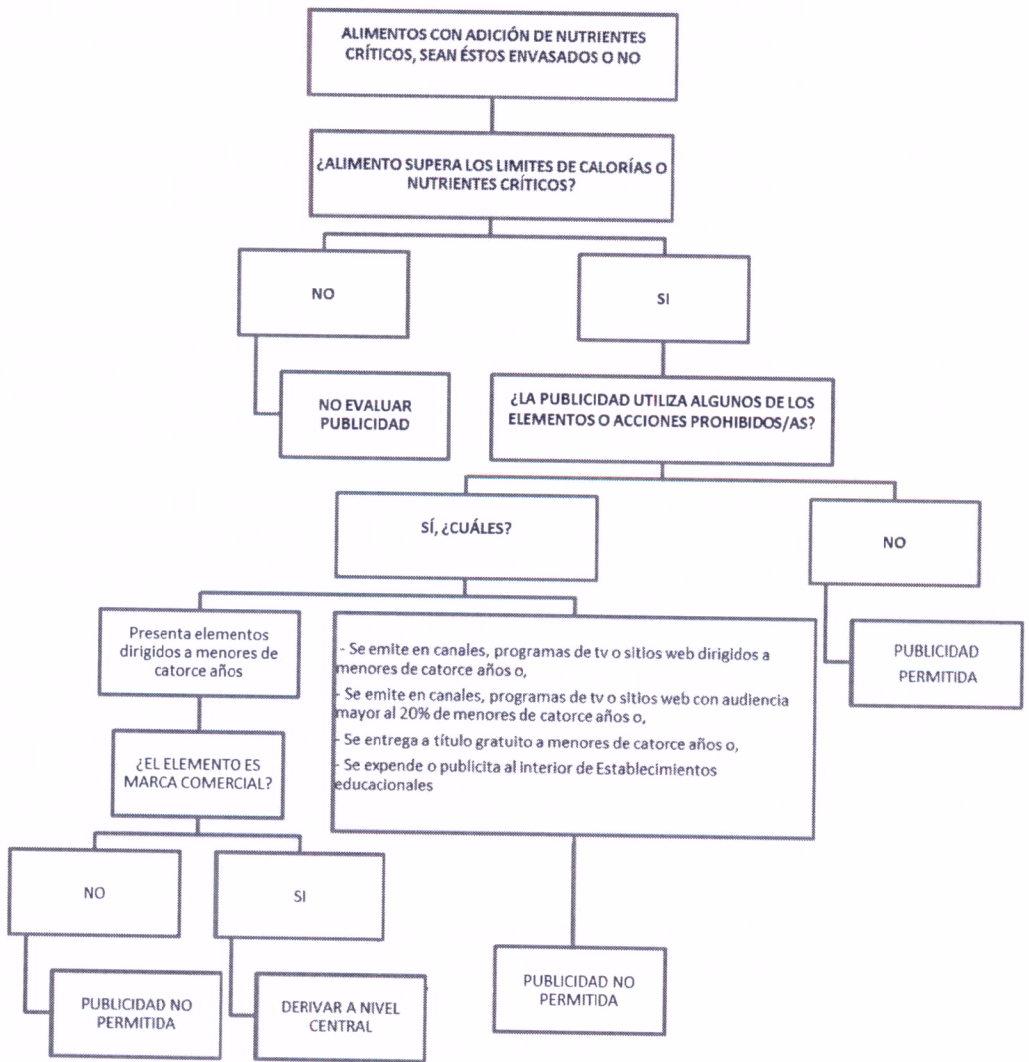 ALIMENTOS CON ADICIÓN DE NUTRIENTES
CRÍTICOS, SEAN ÉSTOS ENVASADOS O NO
¿ALIMENTO SUPERA LOS LIMITES DE CALORÍAS O
NUTRIENTES CRÍTICOS?
NO
SI
NO EVALUAR
PUBLICIDAD
¿LA PUBLICIDAD UTILIZA ALGUNOS DE LOS
ELEMENTOS O ACCIONES PROHIBIDOS/AS?
SÍ, ¿CUÁLES?
NO
Presenta elementos
dirigidos a menores de
catorce años
- Se emite en canales, programas de tv o sitios web dirigidos a
menores de catorce años o,
- Se emite en canales, programas de tv o sitios web con audiencia
mayor al 20% de menores de catorce años o,
- Se entrega a título gratuito a menores de catorce años o,
- Se expende o publicita al interior de Establecimientos
educacionales
PUBLICIDAD
PERMITIDA
¿EL ELEMENTO ES
MARCA COMERCIAL?
NO
SI
PUBLICIDAD NO
PERMITIDA
DERIVAR A NIVEL
CENTRAL
PUBLICIDAD NO
PERMITIDA